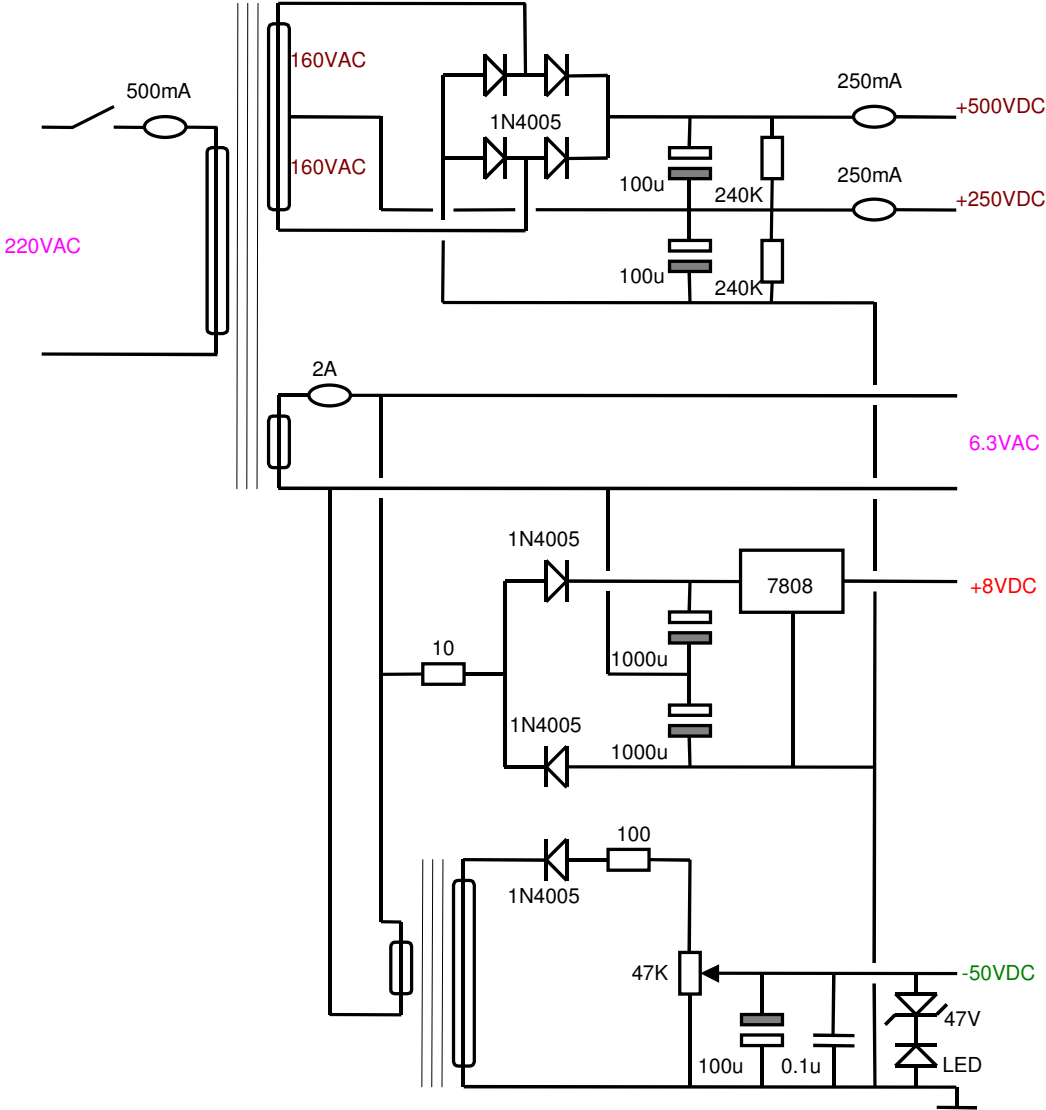 160VAC
500mA
250mA
+500VDC
1N4005
160VAC
100u
240K
250mA
+250VDC
220VAC
100u
240K
2A
6.3VAC
1N4005
7808
+8VDC
10
1000u
1N4005
1000u
100
1N4005
47K
-50VDC
47V
100u
0.1u
LED